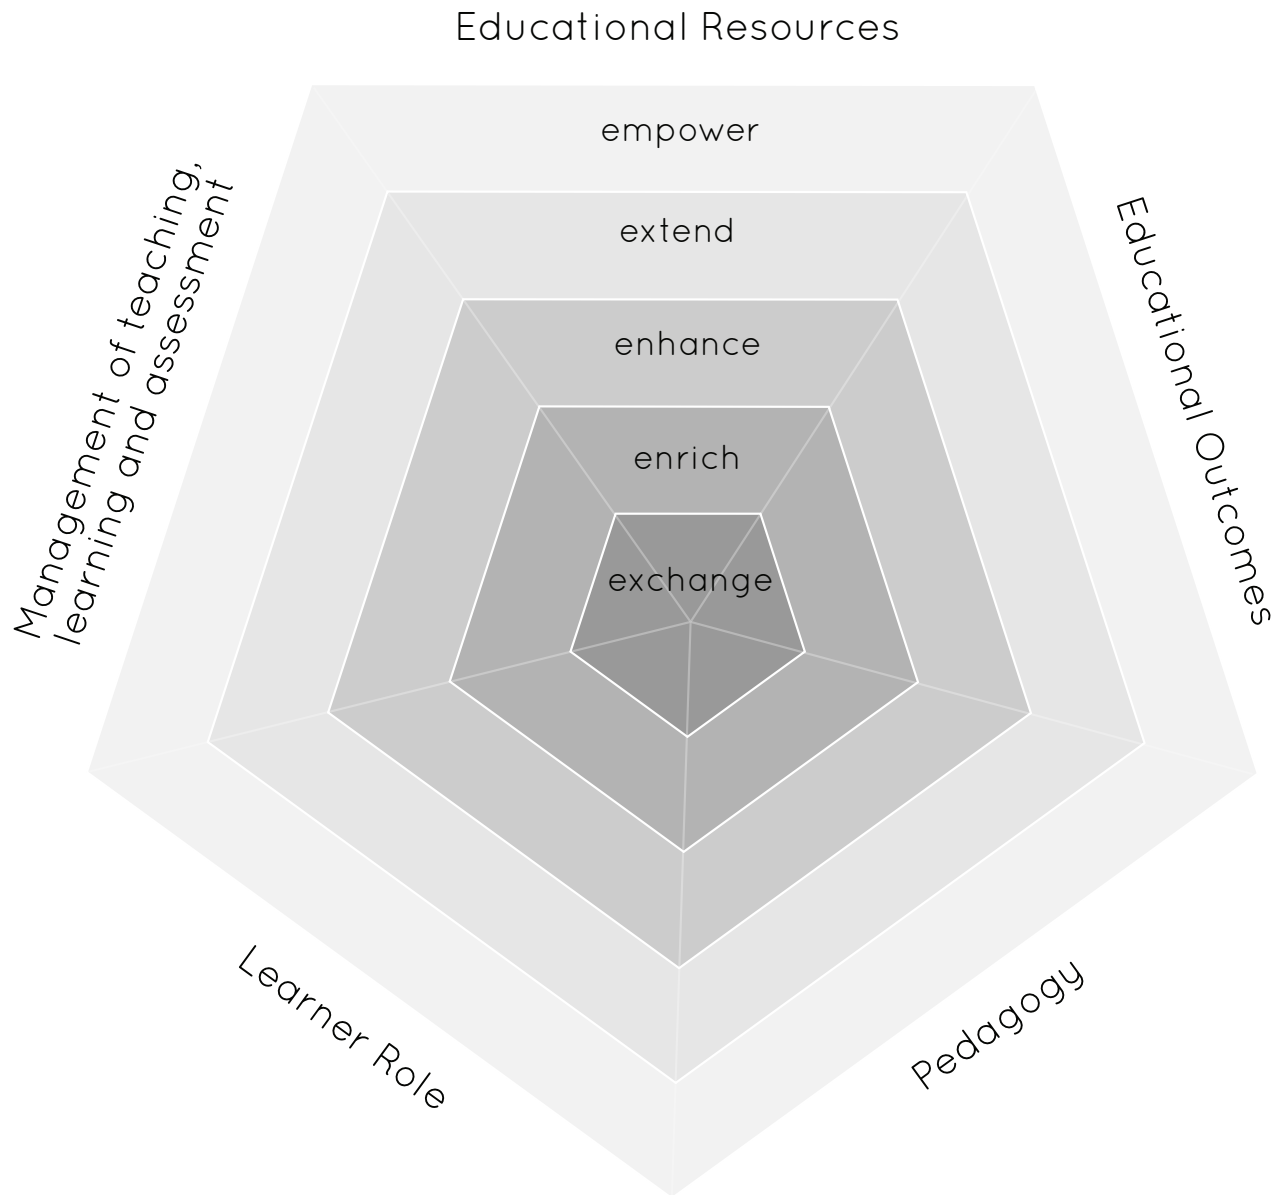 Educational Resources
empower
extend
enhance
enrich
exchange
Management of teaching,
learning and assessment
Educational Outcomes
Learner Role
Pedagogy